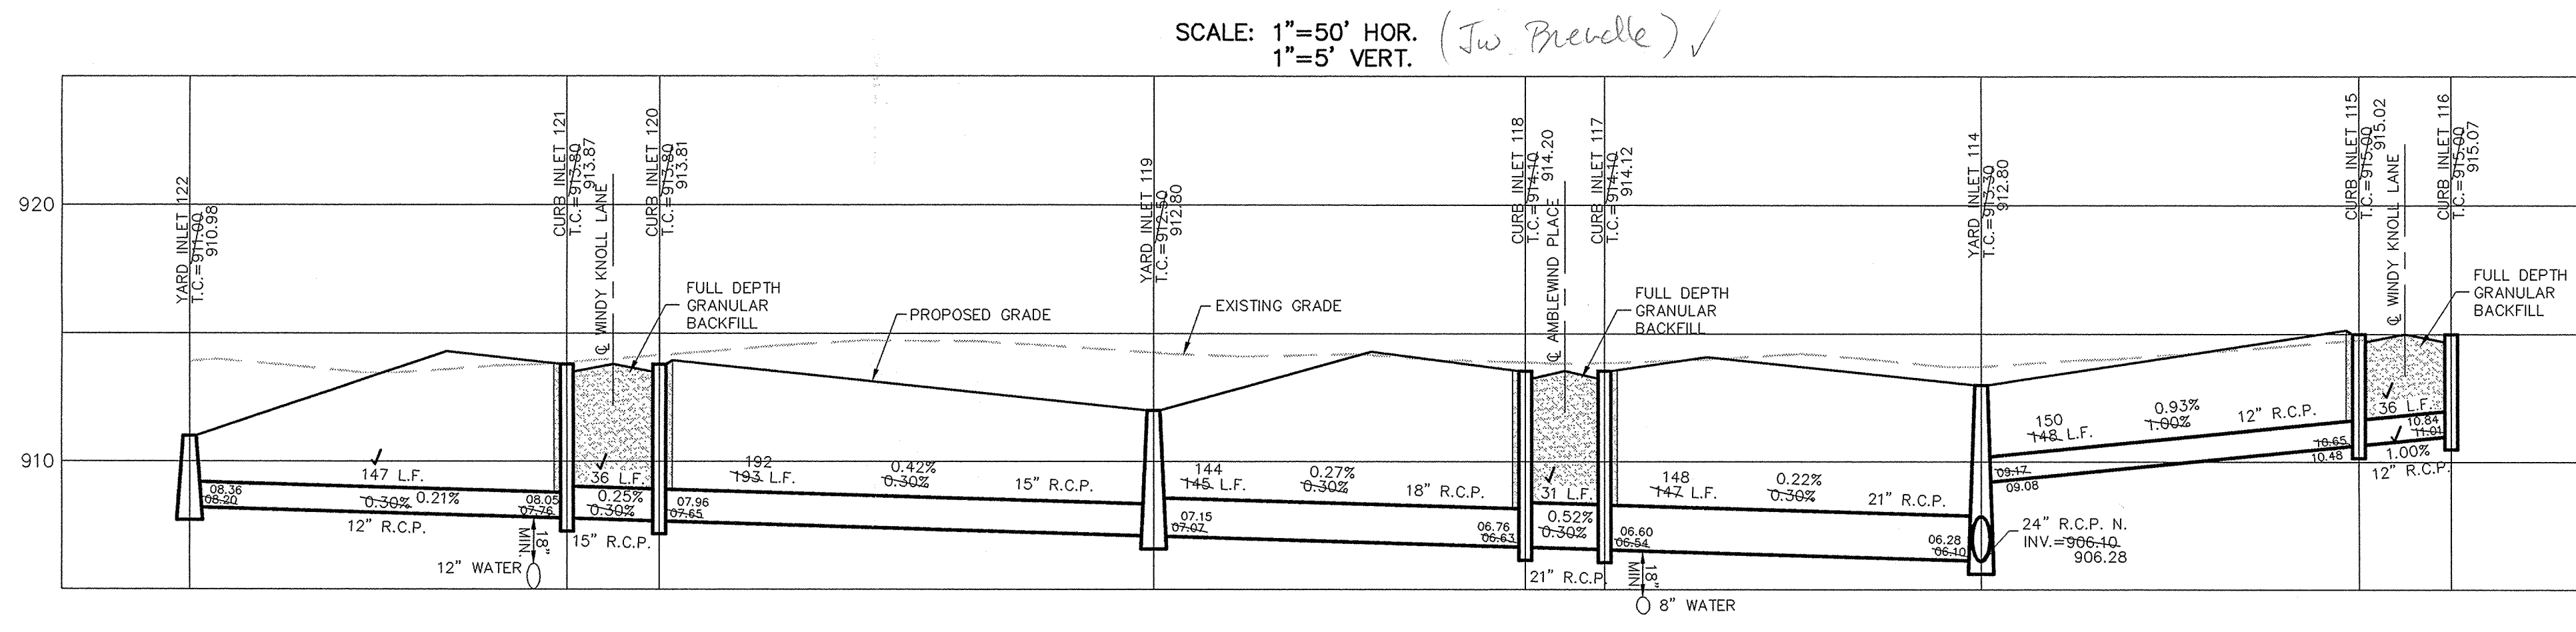 SCALE: 1"=50' HOR. (JW Brendle) ✓
1"=5' VERT.
920
910
YARD INLET 122
T.C.=911.00
910.98
CURB INLET 121
T.C.=913.80
913.87
℄ WINDY KNOLL LANE
CURB INLET 120
T.C.=913.80
913.81
FULL DEPTH
GRANULAR
BACKFILL
PROPOSED GRADE
YARD INLET 119
T.C.=912.50
912.80
EXISTING GRADE
CURB INLET 118
T.C.=914.10
914.20
℄ AMBLEWIND PLACE
CURB INLET 117
T.C.=914.10
914.12
FULL DEPTH
GRANULAR
BACKFILL
YARD INLET 114
T.C.=913.30
912.80
CURB INLET 115
T.C.=915.00
915.02
℄ WINDY KNOLL LANE
CURB INLET 116
T.C.=915.00
915.07
FULL DEPTH
GRANULAR
BACKFILL
✓
147 L.F.
08.36
08.20
0.30% 0.21%
12" R.C.P.
08.05
07.76
18"
MIN.
12" WATER
✓
36 L.F.
0.25%
0.30%
15" R.C.P.
192
193 L.F.
0.42%
0.30%
15" R.C.P.
07.96
07.65
144
145 L.F.
0.27%
0.30%
18" R.C.P.
07.15
07.07
06.76
06.63
✓
31 L.F.
0.52%
0.30%
21" R.C.P.
148
147 L.F.
0.22%
0.30%
21" R.C.P.
06.60
06.54
18"
MIN.
8" WATER
06.28
06.10
24" R.C.P. N.
INV.=906.10
906.28
150
148 L.F.
0.93%
1.00%
12" R.C.P.
09.17
09.08
10.65
10.48
✓
36 L.F.
10.84
11.01
✓
1.00%
12" R.C.P.